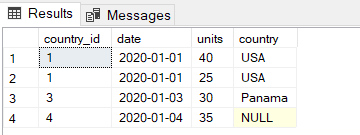 Results Messages
country_id date units country
1 1 2020-01-01 40 USA
2 1 2020-01-01 25 USA
3 3 2020-01-03 30 Panama
4 4 2020-01-04 35 NULL